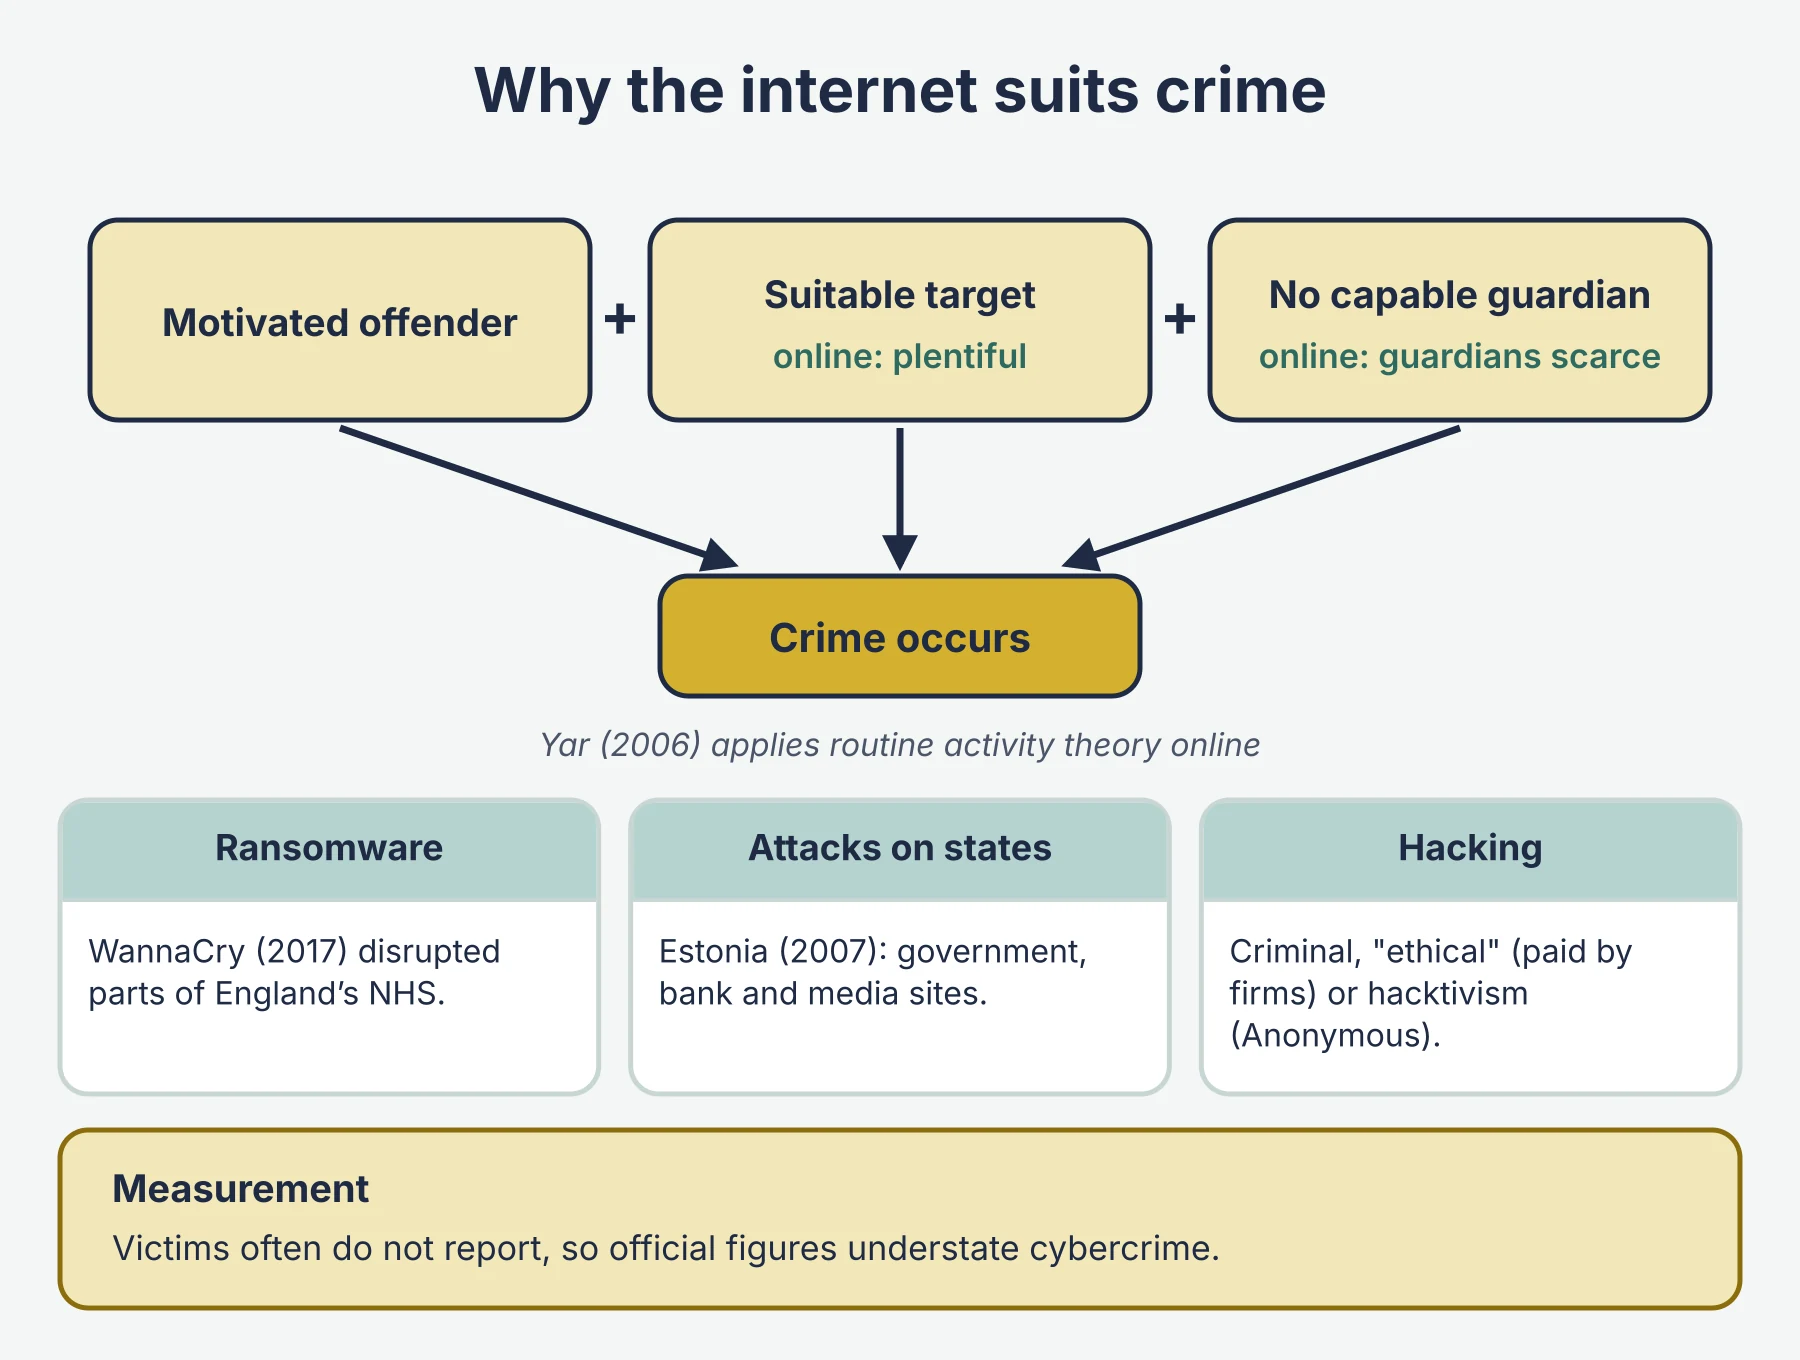 Why the internet suits crime
Motivated offender
+
Suitable target
online: plentiful
+
No capable guardian
online: guardians scarce
Crime occurs
Yar (2006) applies routine activity theory online
Ransomware
WannaCry (2017) disrupted
parts of England’s NHS.
Attacks on states
Estonia (2007): government,
bank and media sites.
Hacking
Criminal, "ethical" (paid by
firms) or hacktivism
(Anonymous).
Measurement
Victims often do not report, so official figures understate cybercrime.